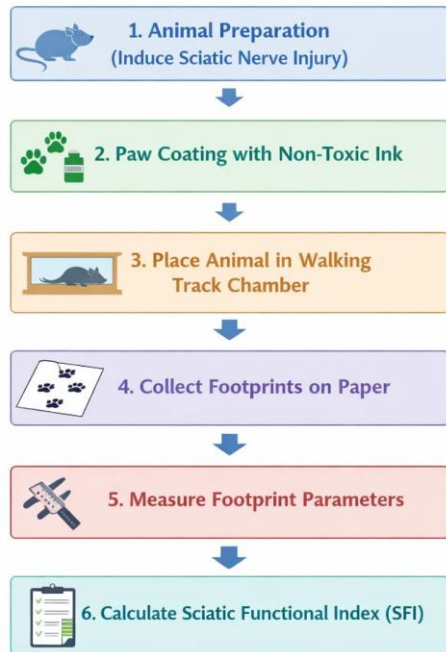 1. Animal Preparation
(Induce Sciatic Nerve Injury)
2. Paw Coating with Non-Toxic Ink
3. Place Animal in Walking
Track Chamber
4. Collect Footprints on Paper
5. Measure Footprint Parameters
6. Calculate Sciatic Functional Index (SFI)